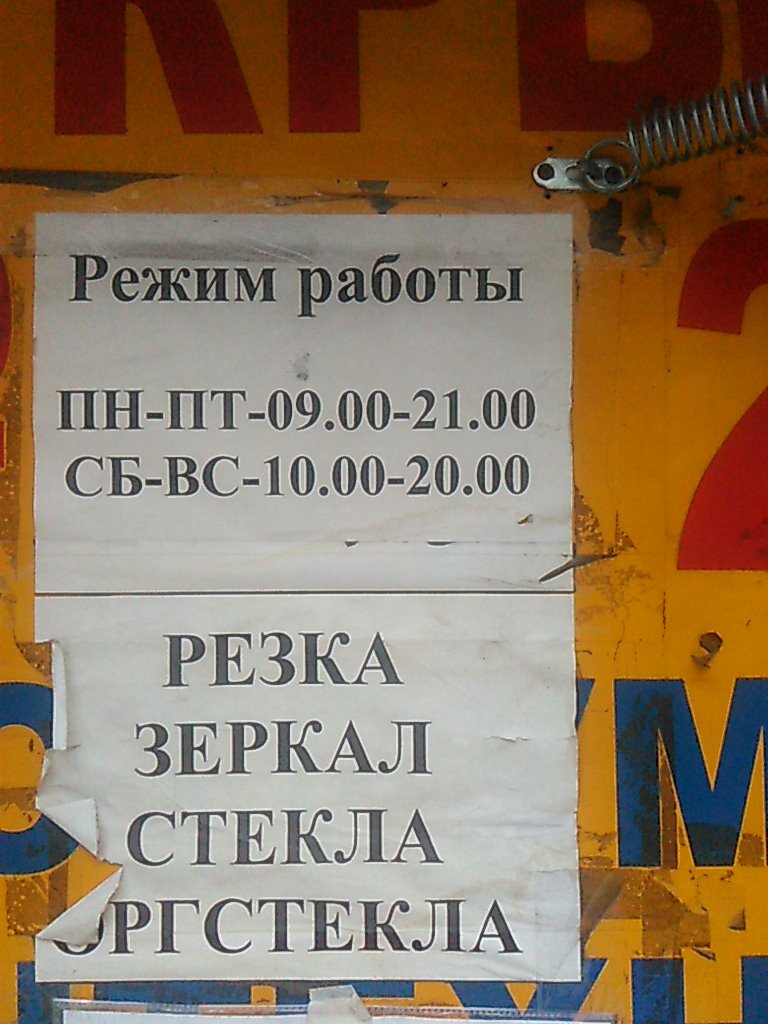 Режим работы
ПН-ПТ-09.00-21.00
СБ-ВС-10.00-20.00
РЕЗКА
ЗЕРКАЛ
СТЕКЛА
ОРГСТЕКЛА